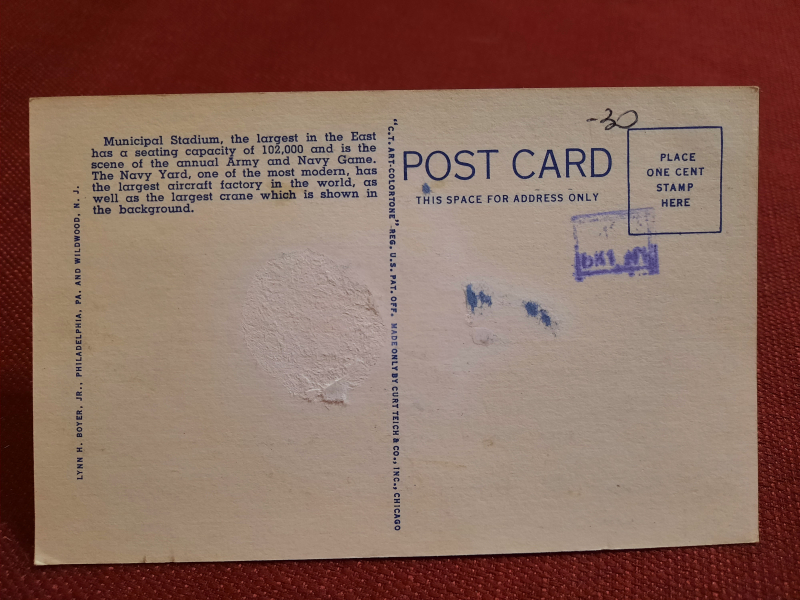 Municipal Stadium, the largest in the East
has a seating capacity of 102,000 and is the
scene of the annual Army and Navy Game.
The Navy Yard, one of the most modern, has
the largest aircraft factory in the world, as
well as the largest crane which is shown in
the background.
LYNN H. BOYER, JR., PHILADELPHIA, PA. AND WILDWOOD, N. J.
"C.T. ART-COLORTONE" REG. U.S. PAT. OFF. MADE ONLY BY CURT TEICH & CO., INC., CHICAGO
-30
POST CARD
THIS SPACE FOR ADDRESS ONLY
PLACE
ONE CENT
STAMP
HERE